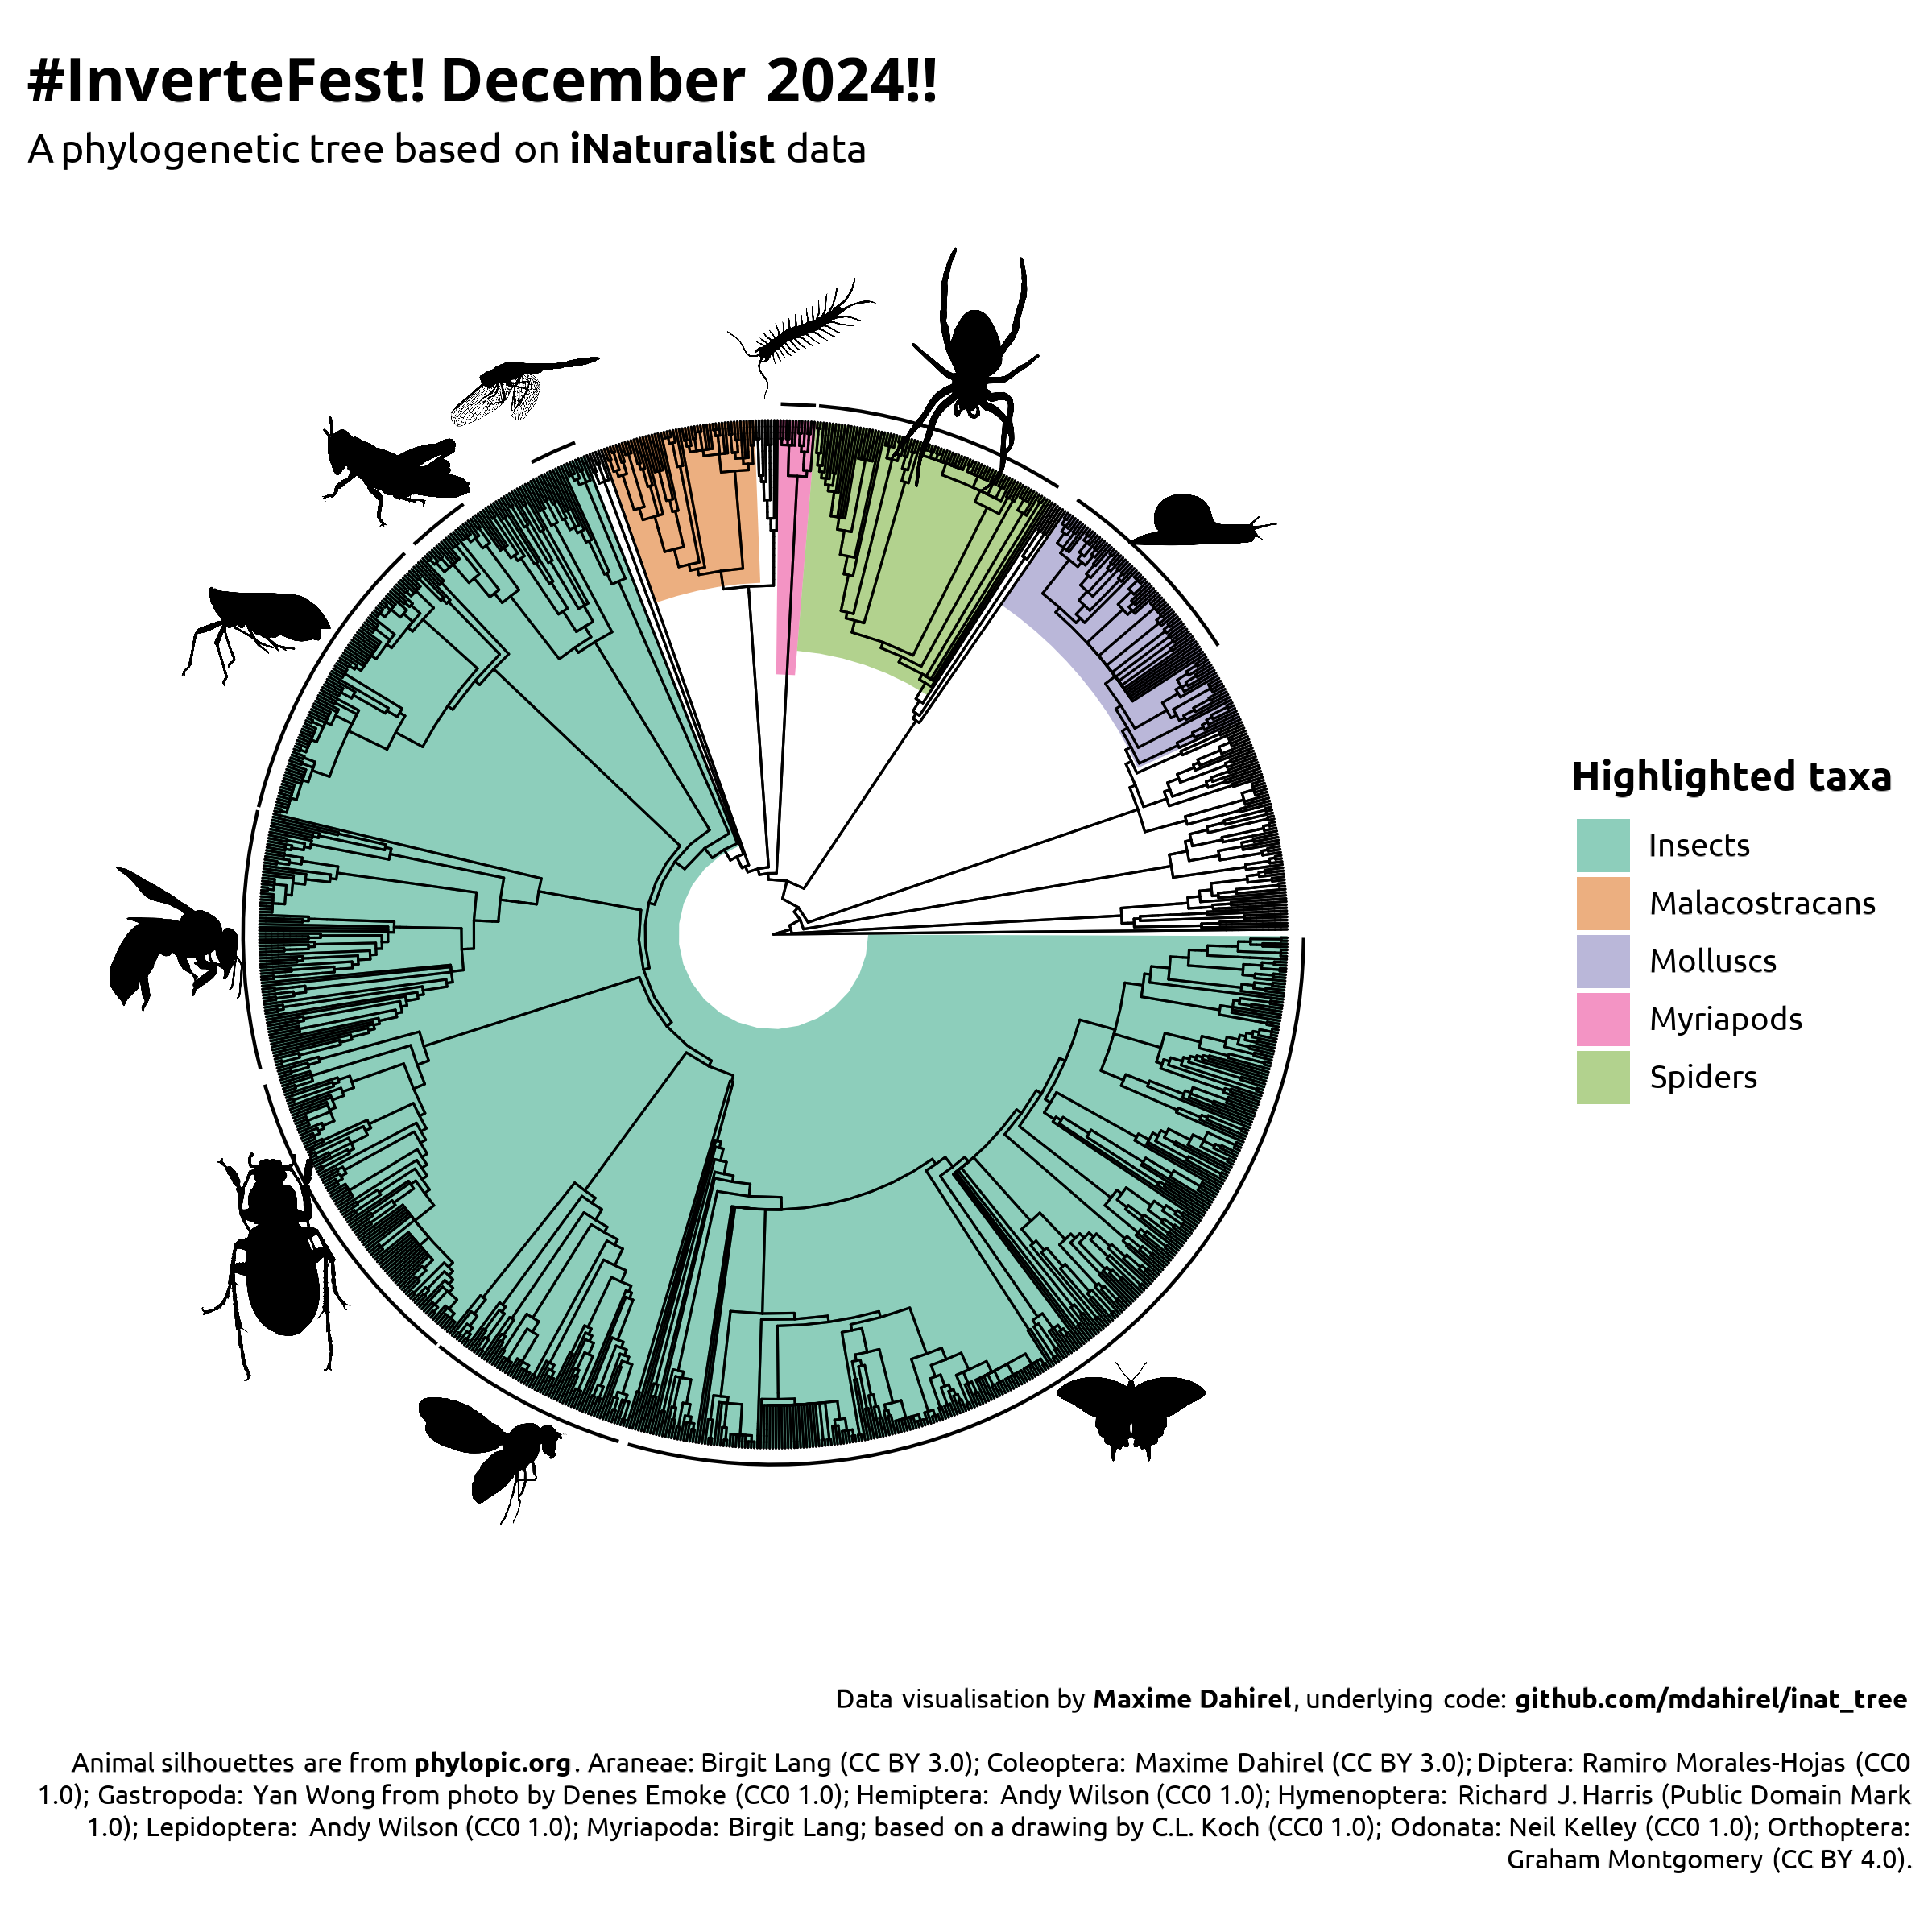 #InverteFest! December 2024!!
A phylogenetic tree based on iNaturalist data
Highlighted taxa
Insects
Malacostracans
Molluscs
Myriapods
Spiders
Data visualisation by Maxime Dahirel, underlying code: github.com/mdahirel/inat_tree
Animal silhouettes are from phylopic.org. Araneae: Birgit Lang (CC BY 3.0); Coleoptera: Maxime Dahirel (CC BY 3.0); Diptera: Ramiro Morales-Hojas (CC0
1.0); Gastropoda: Yan Wong from photo by Denes Emoke (CC0 1.0); Hemiptera: Andy Wilson (CC0 1.0); Hymenoptera: Richard J. Harris (Public Domain Mark
1.0); Lepidoptera: Andy Wilson (CC0 1.0); Myriapoda: Birgit Lang; based on a drawing by C.L. Koch (CC0 1.0); Odonata: Neil Kelley (CC0 1.0); Orthoptera:
Graham Montgomery (CC BY 4.0).